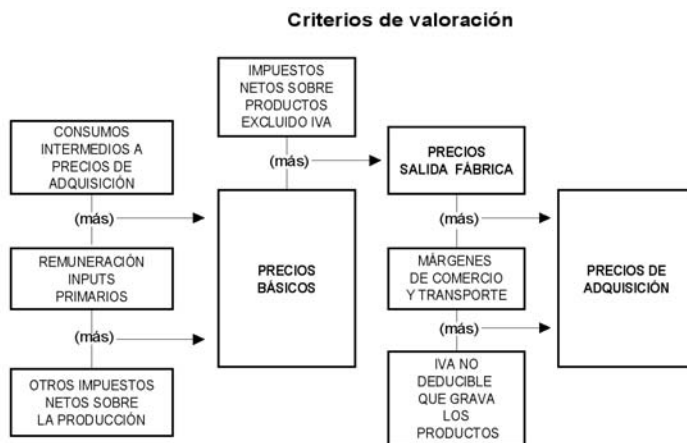 Criterios de valoración
IMPUESTOS
NETOS SOBRE
PRODUCTOS
EXCLUIDO IVA
CONSUMOS
INTERMEDIOS A
PRECIOS DE
ADQUISICIÓN
(más)
PRECIOS
SALIDA FÁBRICA
(más)
(más)
REMUNERACIÓN
INPUTS
PRIMARIOS
PRECIOS
BÁSICOS
MÁRGENES
DE COMERCIO
Y TRANSPORTE
PRECIOS DE
ADQUISICIÓN
(más)
(más)
OTROS IMPUESTOS
NETOS SOBRE
LA PRODUCCIÓN
IVA NO
DEDUCIBLE
QUE GRAVA
LOS
PRODUCTOS